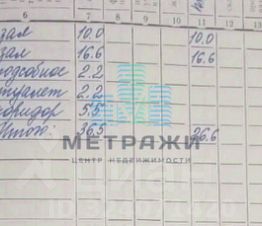 6 7 8 9 10 11 12 13
зал 10.0 10.0
зал 16.6 16.6
подсобное 2.2
туалет 2.2
коридор 5.5
Итого: 36.5 26.6
МЕТРАЖИ
ЦЕНТР НЕДВИЖИМОСТИ